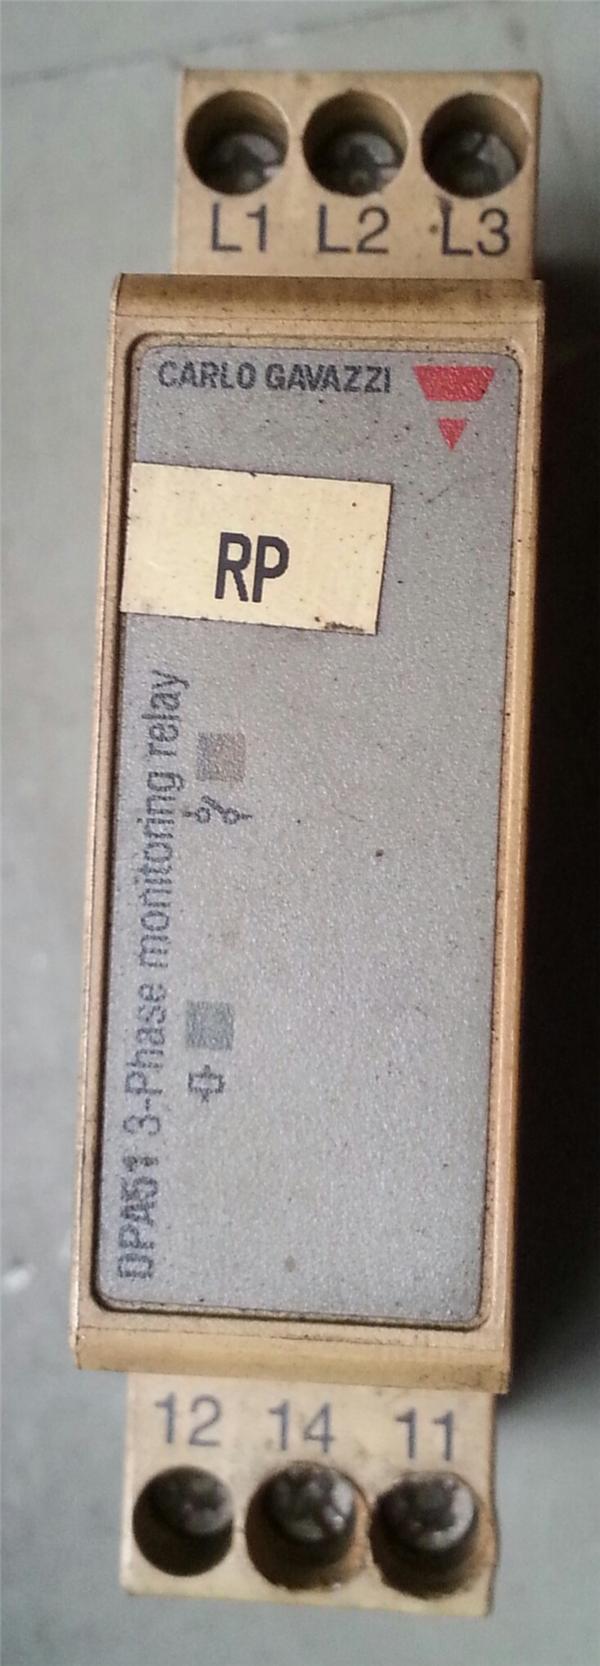 L1 L2 L3
CARLO GAVAZZI
RP
DPA51 3-Phase monitoring relay
12 14 11